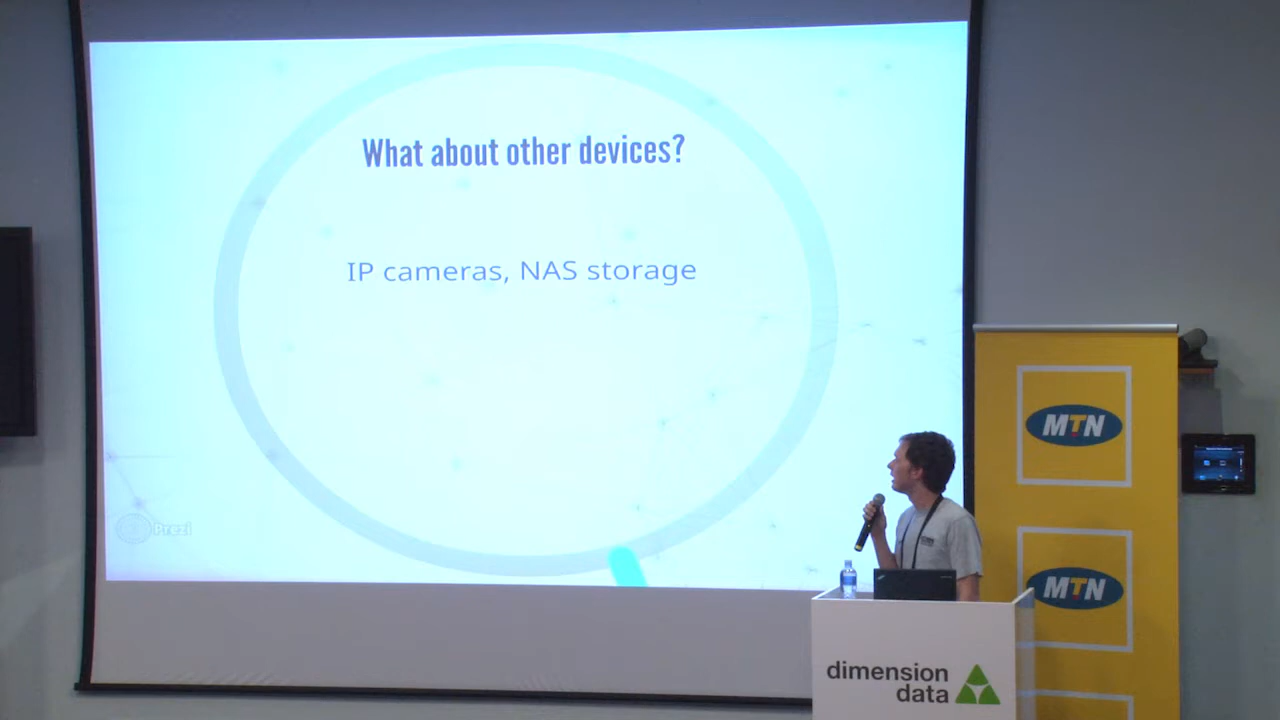 What about other devices?
IP cameras, NAS storage
Prezi
MTN
MTN
dimension
data